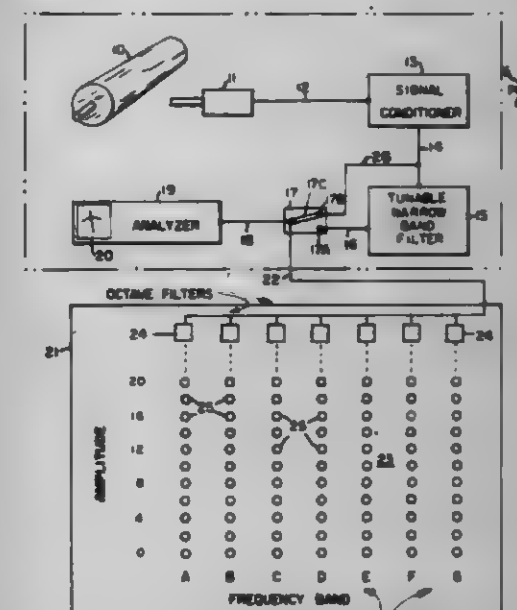 10
11
12
13
SIGNAL
CONDITIONER
14
26
17
17C
17B
17A
19
ANALYZER
20
18
16
TUNABLE
NARROW
BAND
FILTER
15
22
OCTAVE FILTERS
21
24
24
20
16
12
8
4
0
AMPLITUDE
25
25
23
A B C D E F G
FREQUENCY BAND